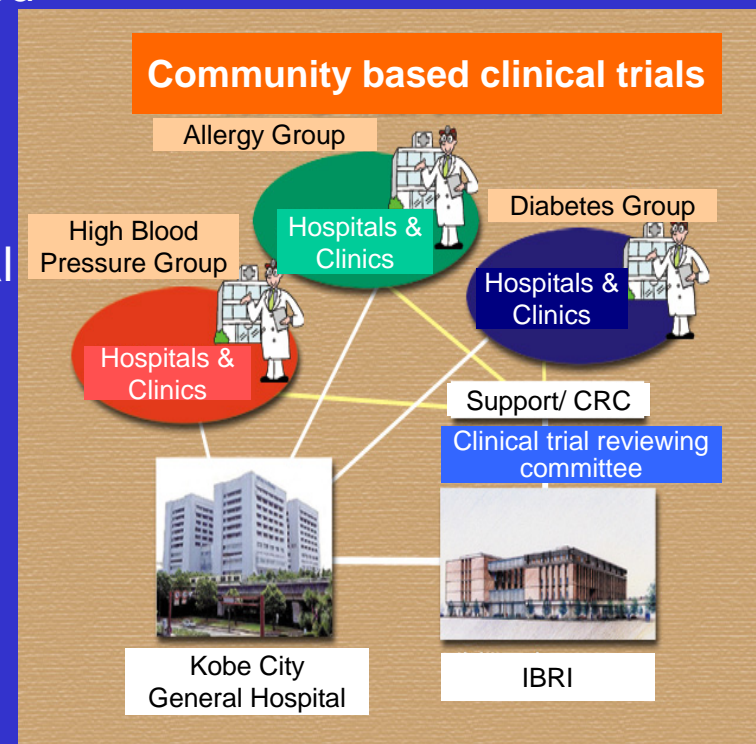 Community based clinical trials
Allergy Group
Hospitals &
Clinics
Diabetes Group
Hospitals &
Clinics
High Blood
Pressure Group
Hospitals &
Clinics
Support/ CRC
Clinical trial reviewing
committee
Kobe City
General Hospital
IBRI